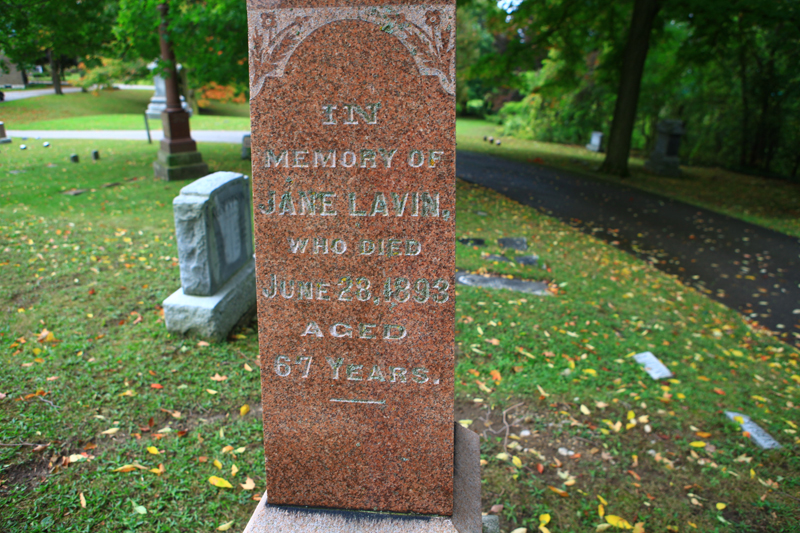 IN
MEMORY OF
JANE LAVIN,
WHO DIED
JUNE 28, 1893
AGED
67 YEARS.